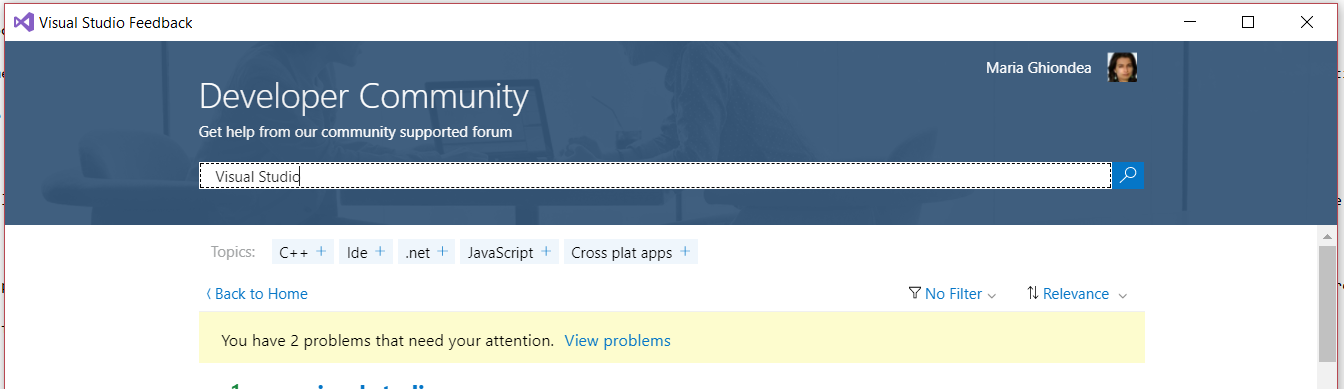 Visual Studio Feedback
Maria Ghiondea
Developer Community
Get help from our community supported forum
Visual Studio
Topics: C++ + Ide + .net + JavaScript + Cross plat apps +
Back to Home No Filter Relevance
You have 2 problems that need your attention. View problems